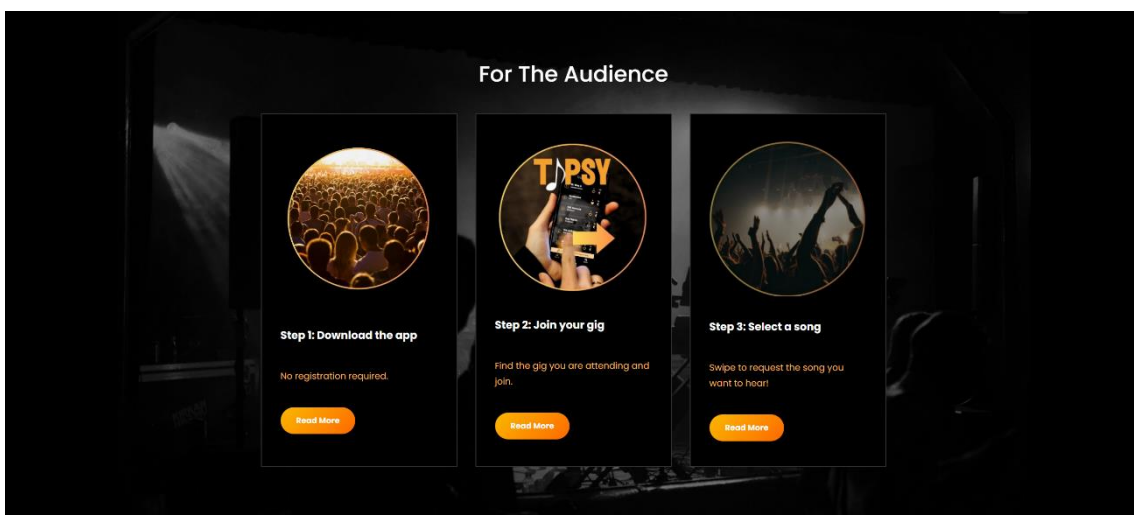 For The Audience
TIPSY
Step 1: Download the app
No registration required.
Read More
Step 2: Join your gig
Find the gig you are attending and
join.
Read More
Step 3: Select a song
Swipe to request the song you
want to hear!
Read More